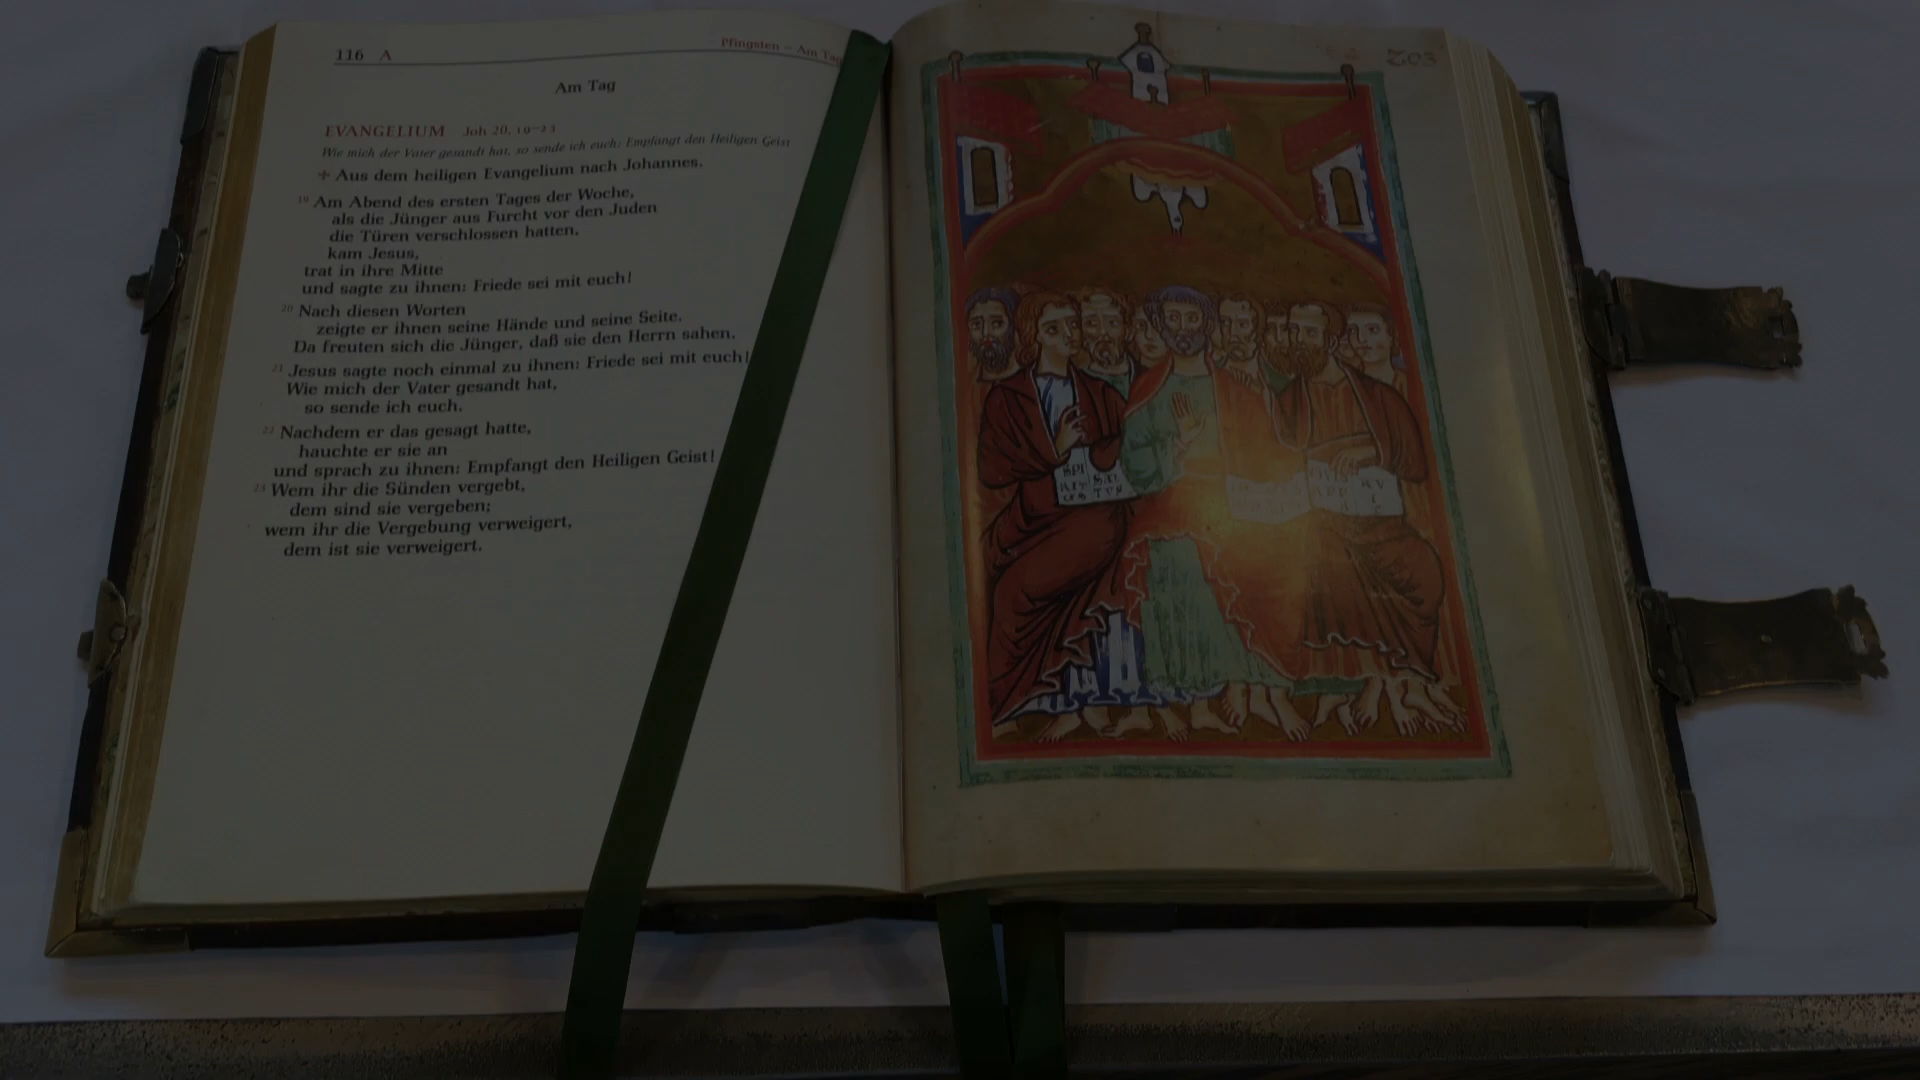 116 A
Pfingsten – Am Tag
Am Tag
EVANGELIUM Joh 20, 19–23
Wie mich der Vater gesandt hat, so sende ich euch: Empfangt den Heiligen Geist
+ Aus dem heiligen Evangelium nach Johannes.
19 Am Abend des ersten Tages der Woche,
als die Jünger aus Furcht vor den Juden
die Türen verschlossen hatten,
kam Jesus,
trat in ihre Mitte
und sagte zu ihnen: Friede sei mit euch!
20 Nach diesen Worten
zeigte er ihnen seine Hände und seine Seite.
Da freuten sich die Jünger, daß sie den Herrn sahen.
21 Jesus sagte noch einmal zu ihnen: Friede sei mit euch!
Wie mich der Vater gesandt hat,
so sende ich euch.
22 Nachdem er das gesagt hatte,
hauchte er sie an
und sprach zu ihnen: Empfangt den Heiligen Geist!
23 Wem ihr die Sünden vergebt,
dem sind sie vergeben;
wem ihr die Vergebung verweigert,
dem ist sie verweigert.